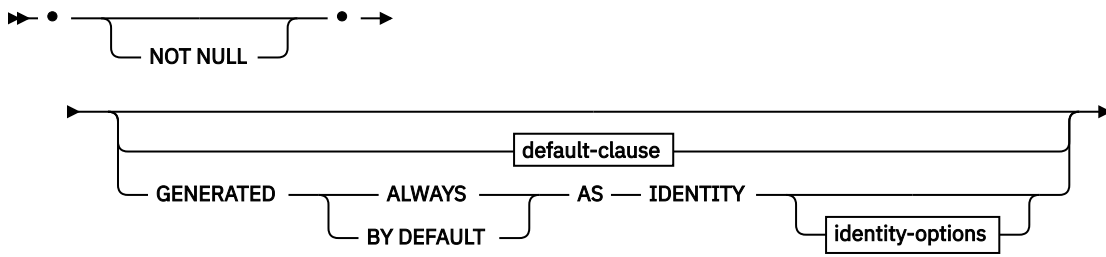 NOT NULL
default-clause
GENERATED ALWAYS AS IDENTITY
BY DEFAULT identity-options